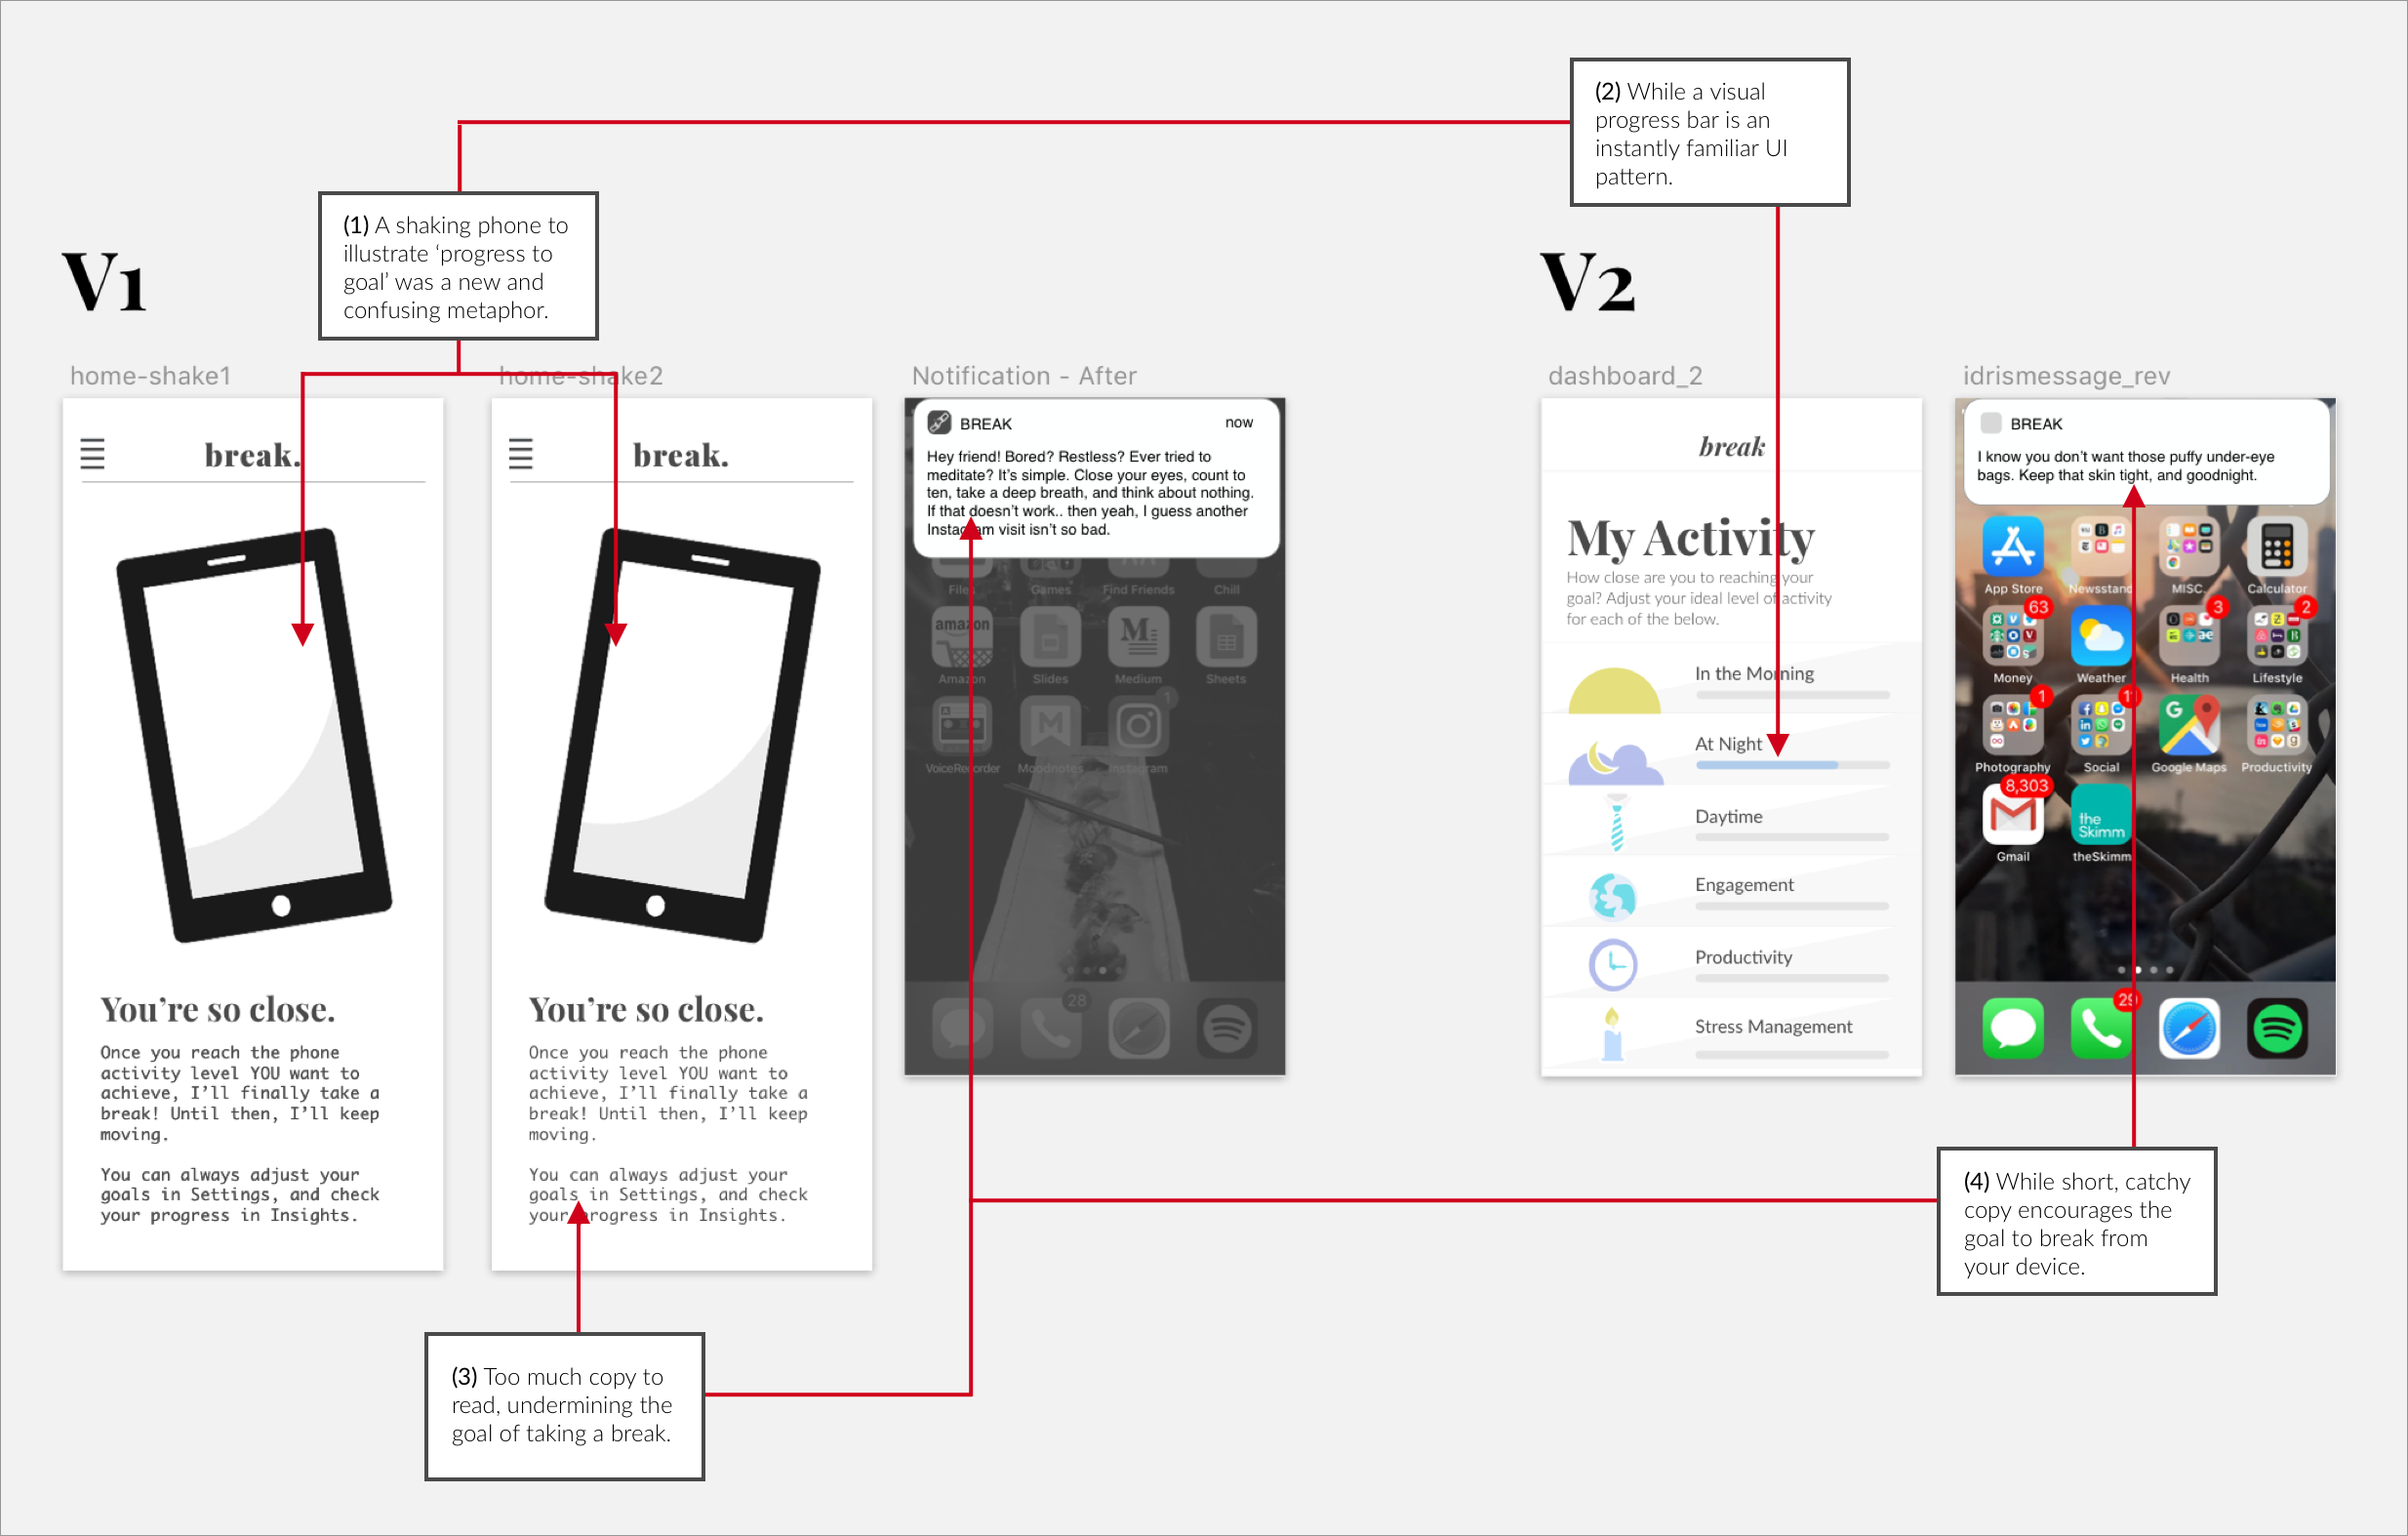 (2) While a visual
progress bar is an
instantly familiar UI
pattern.
(1) A shaking phone to
illustrate ‘progress to
goal’ was a new and
confusing metaphor.
V1
V2
home-shake1
home-shake2
Notification - After
dashboard_2
idrismessage_rev
break.
You’re so close.
Once you reach the phone
activity level YOU want to
achieve, I’ll finally take a
break! Until then, I’ll keep
moving.
You can always adjust your
goals in Settings, and check
your progress in Insights.
break.
You’re so close.
Once you reach the phone
activity level YOU want to
achieve, I’ll finally take a
break! Until then, I’ll keep
moving.
You can always adjust your
goals in Settings, and check
your progress in Insights.
BREAK
now
Hey friend! Bored? Restless? Ever tried to
meditate? It’s simple. Close your eyes, count to
ten, take a deep breath, and think about nothing.
If that doesn’t work.. then yeah, I guess another
Instagram visit isn’t so bad.
Files Games Find Friends Chill
amazon
Amazon Slides Medium Sheets
1
VoiceRecorder Moodnotes Instagram
28
break
My Activity
How close are you to reaching your
goal? Adjust your ideal level of activity
for each of the below.
In the Morning
At Night
Daytime
Engagement
Productivity
Stress Management
BREAK
I know you don’t want those puffy under-eye
bags. Keep that skin tight, and goodnight.
App Store Newsstand MISC. Calculator
63 3 2
Money Weather Health Lifestyle
1
Photography Social Google Maps Productivity
8,303
the
Skimm
Gmail theSkimm
29
(4) While short, catchy
copy encourages the
goal to break from
your device.
(3) Too much copy to
read, undermining the
goal of taking a break.